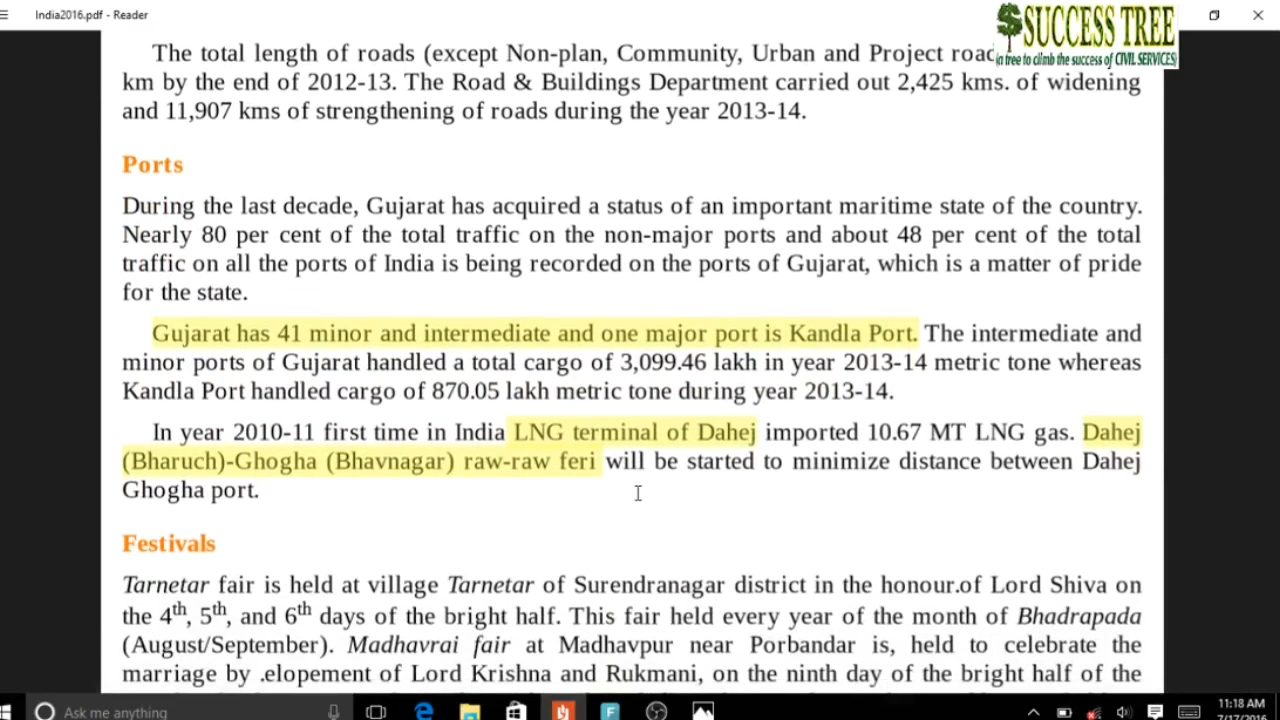 India2016.pdf - Reader
SUCCESS TREE
(a tree to climb the success of CIVIL SERVICES)
The total length of roads (except Non-plan, Community, Urban and Project
km by the end of 2012-13. The Road & Buildings Department carried out 2,425 kms. of widening
and 11,907 kms of strengthening of roads during the year 2013-14.
Ports
During the last decade, Gujarat has acquired a status of an important maritime state of the country.
Nearly 80 per cent of the total traffic on the non-major ports and about 48 per cent of the total
traffic on all the ports of India is being recorded on the ports of Gujarat, which is a matter of pride
for the state.
Gujarat has 41 minor and intermediate and one major port is Kandla Port. The intermediate and
minor ports of Gujarat handled a total cargo of 3,099.46 lakh in year 2013-14 metric tone whereas
Kandla Port handled cargo of 870.05 lakh metric tone during year 2013-14.
In year 2010-11 first time in India LNG terminal of Dahej imported 10.67 MT LNG gas. Dahej
(Bharuch)-Ghogha (Bhavnagar) raw-raw feri will be started to minimize distance between Dahej
Ghogha port.
Festivals
Tarnetar fair is held at village Tarnetar of Surendranagar district in the honour.of Lord Shiva on
the 4th, 5th, and 6th days of the bright half. This fair held every year of the month of Bhadrapada
(August/September). Madhavrai fair at Madhavpur near Porbandar is, held to celebrate the
marriage by .elopement of Lord Krishna and Rukmani, on the ninth day of the bright half of the
Ask me anything
11:18 AM